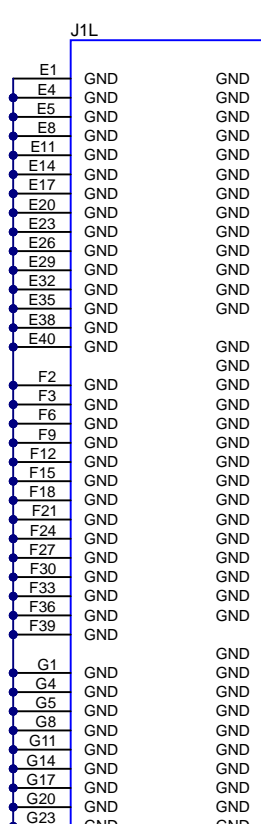 J1L
E1 GND GND
E4 GND GND
E5 GND GND
E8 GND GND
E11 GND GND
E14 GND GND
E17 GND GND
E20 GND GND
E23 GND GND
E26 GND GND
E29 GND GND
E32 GND GND
E35 GND GND
E38 GND
E40 GND GND
GND
F2 GND GND
F3 GND GND
F6 GND GND
F9 GND GND
F12 GND GND
F15 GND GND
F18 GND GND
F21 GND GND
F24 GND GND
F27 GND GND
F30 GND GND
F33 GND GND
F36 GND GND
F39 GND
GND
G1 GND GND
G4 GND GND
G5 GND GND
G8 GND GND
G11 GND GND
G14 GND GND
G17 GND GND
G20 GND GND
G23 GND GND